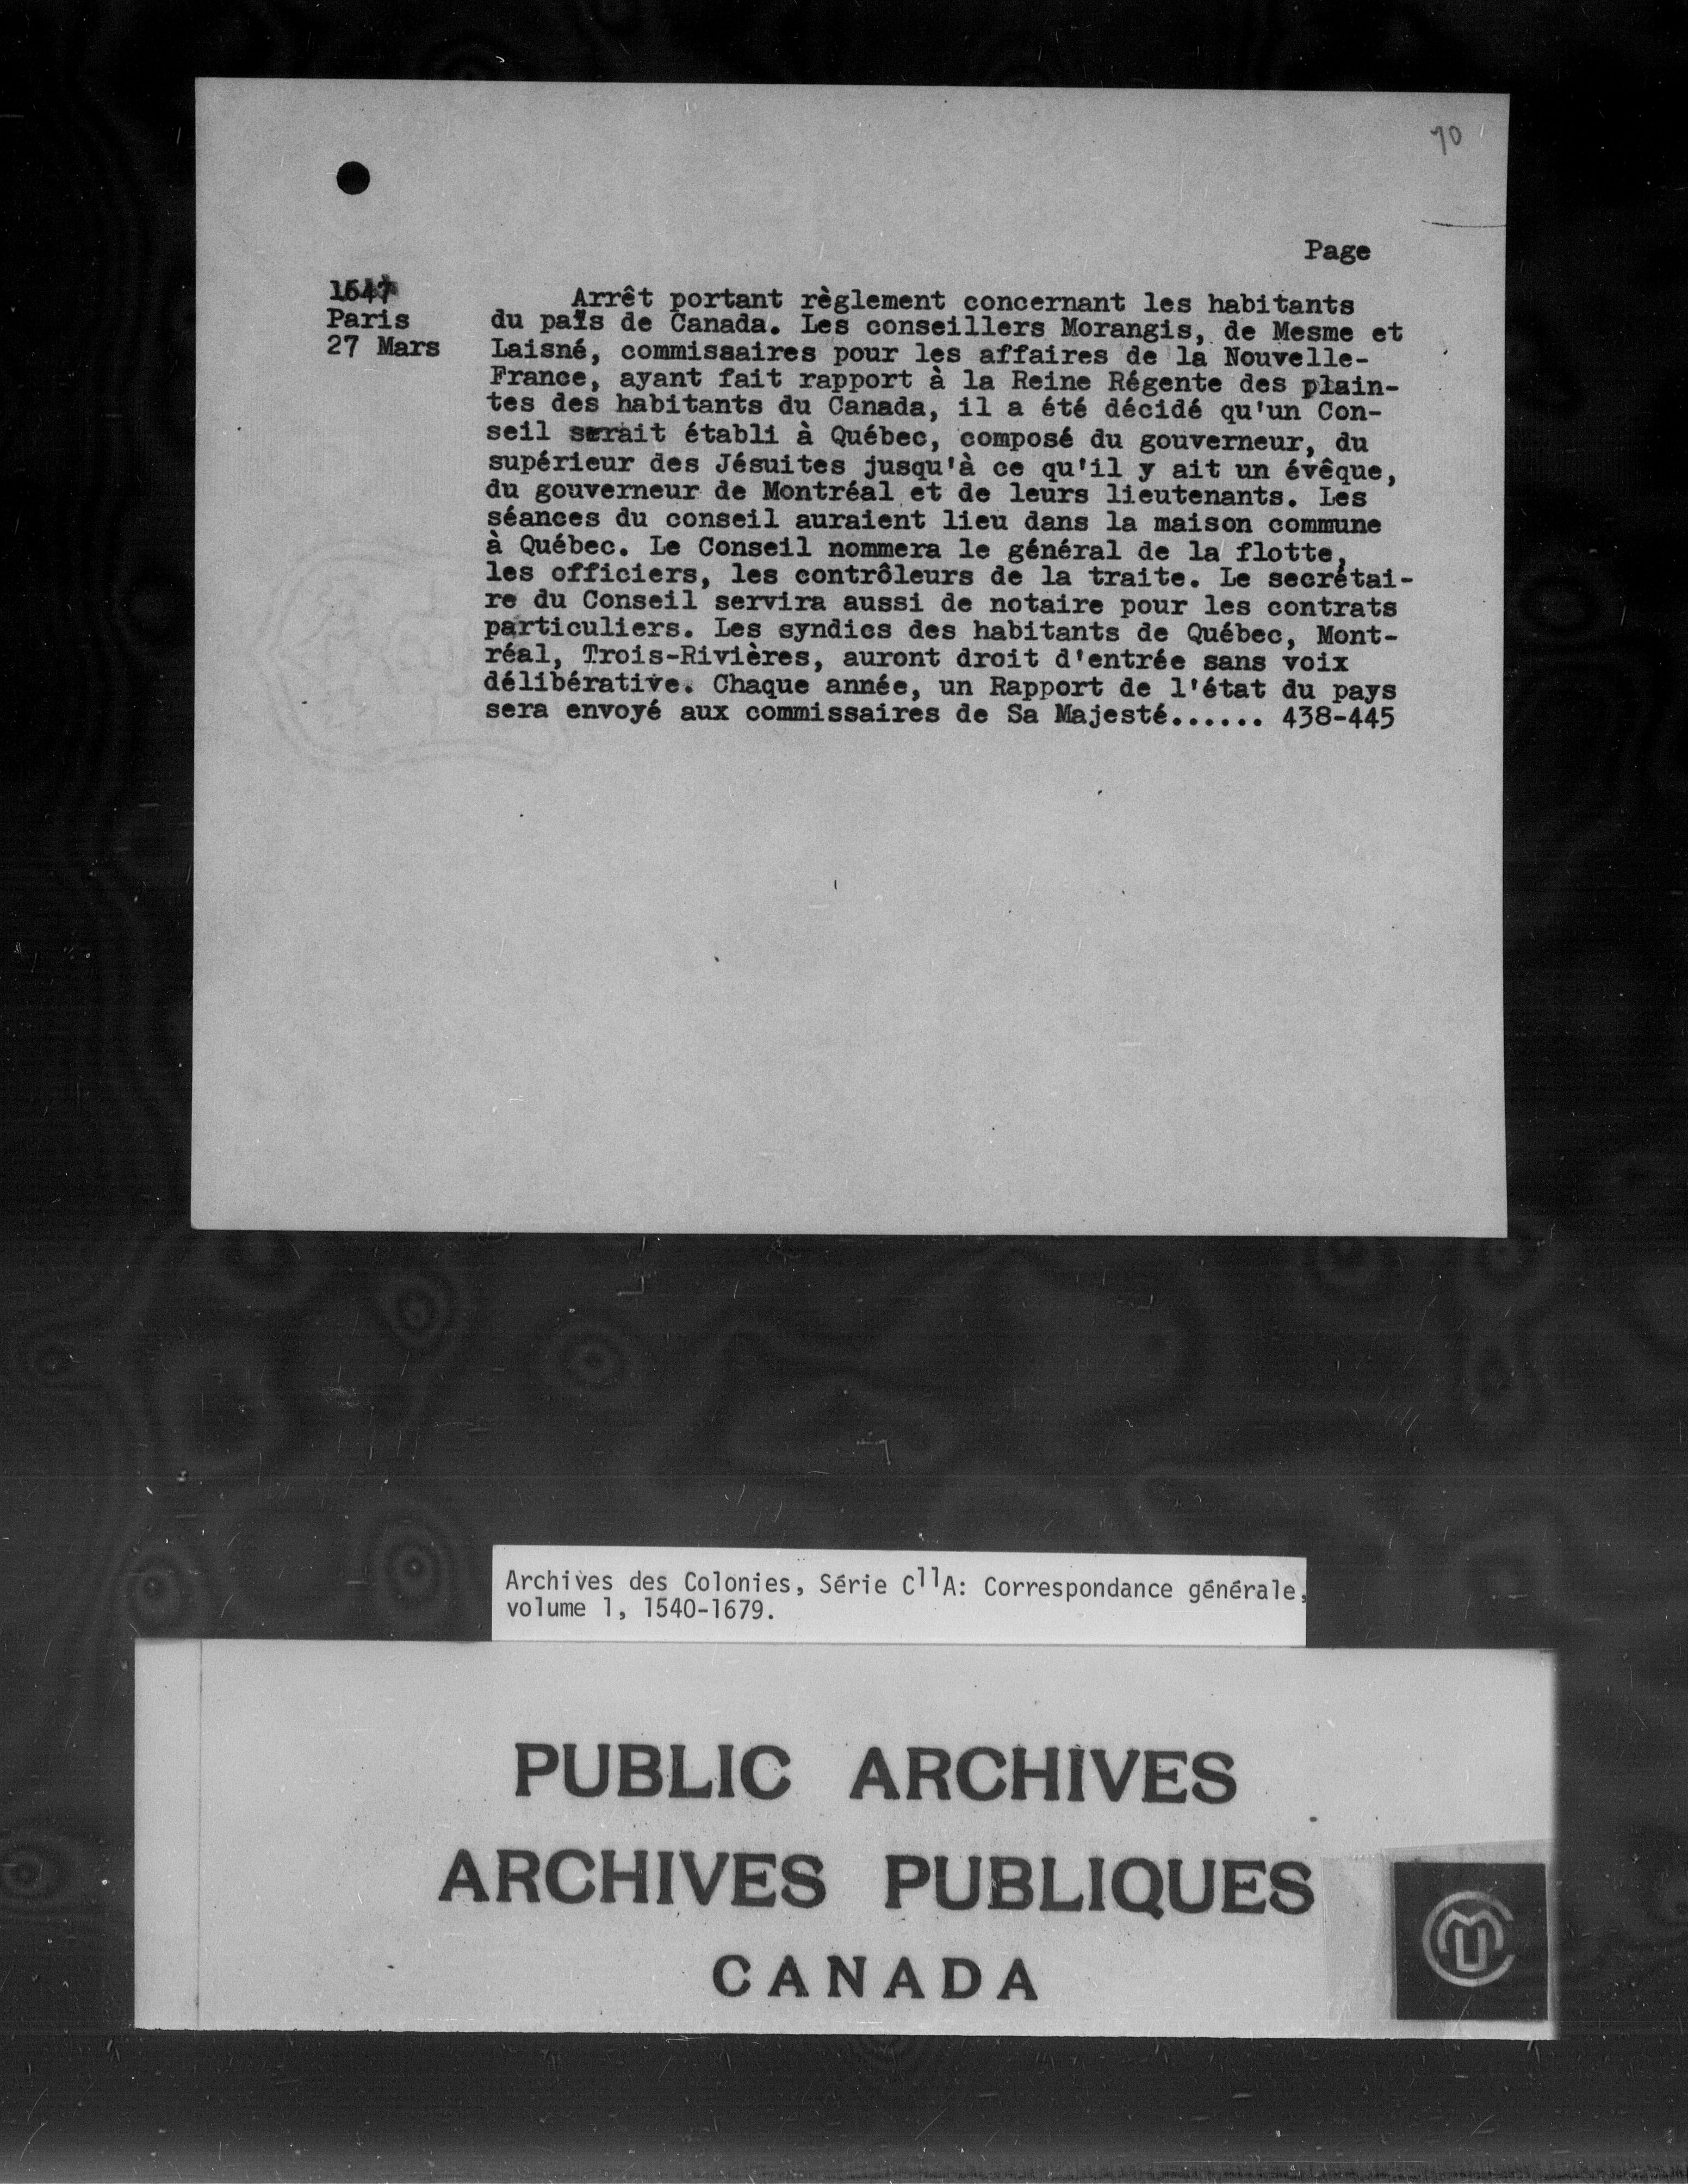 70
Page
1647
Paris
27 Mars
Arrêt portant règlement concernant les habitants
du païs de Canada. Les conseillers Morangis, de Mesme et
Laisné, commissaires pour les affaires de la Nouvelle-
France, ayant fait rapport à la Reine Régente des plain-
tes des habitants du Canada, il a été décidé qu'un Con-
seil serait établi à Québec, composé du gouverneur, du
supérieur des Jésuites jusqu'à ce qu'il y ait un évêque,
du gouverneur de Montréal et de leurs lieutenants. Les
séances du conseil auraient lieu dans la maison commune
à Québec. Le Conseil nommera le général de la flotte,
les officiers, les contrôleurs de la traite. Le secrétai-
re du Conseil servira aussi de notaire pour les contrats
particuliers. Les syndics des habitants de Québec, Mont-
réal, Trois-Rivières, auront droit d'entrée sans voix
délibérative. Chaque année, un Rapport de l'état du pays
sera envoyé aux commissaires de Sa Majesté...... 438-445
Archives des Colonies, Série C11A: Correspondance générale,
volume 1, 1540-1679.
PUBLIC ARCHIVES
ARCHIVES PUBLIQUES
CANADA